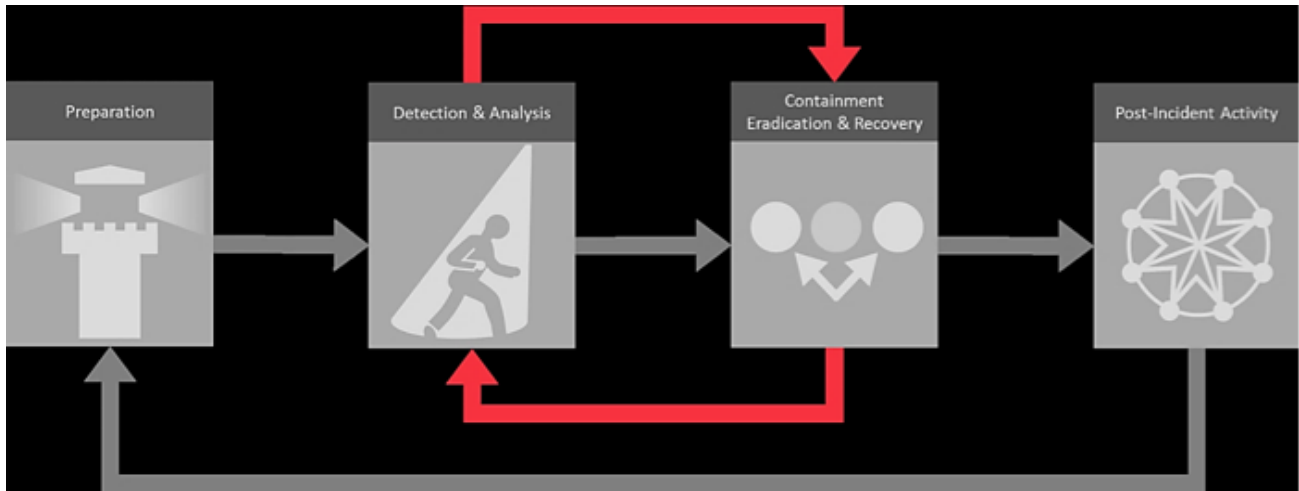 Preparation
Detection & Analysis
Containment
Eradication & Recovery
Post-Incident Activity